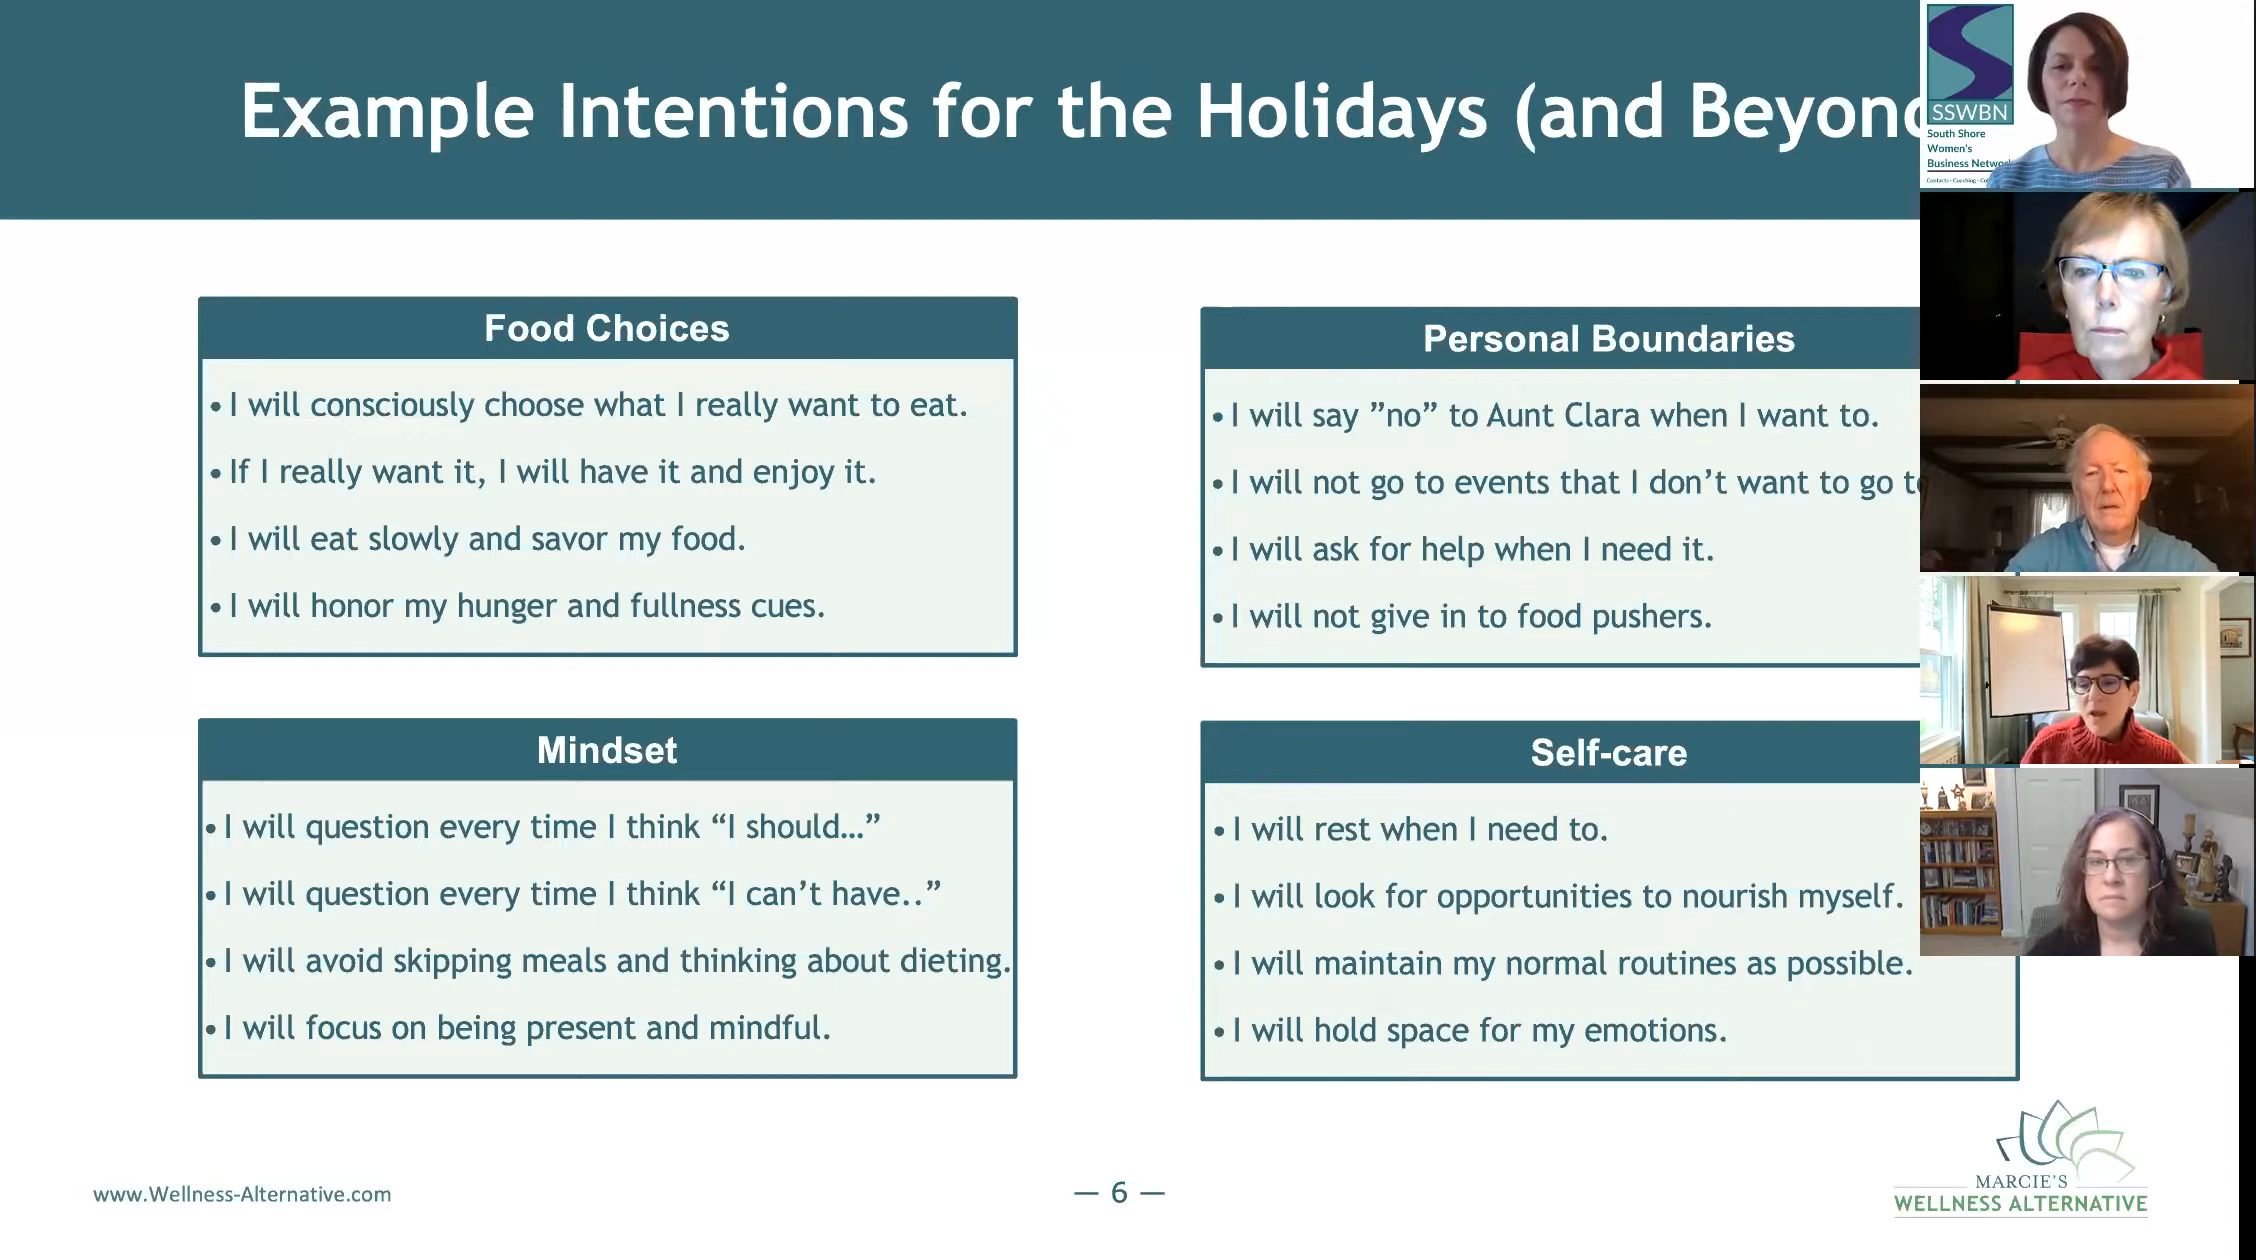 Example Intentions for the Holidays (and Beyond
SSWBN
South Shore
Women's
Business Networ
Food Choices
• I will consciously choose what I really want to eat.
• If I really want it, I will have it and enjoy it.
• I will eat slowly and savor my food.
• I will honor my hunger and fullness cues.
Personal Boundaries
• I will say ”no” to Aunt Clara when I want to.
• I will not go to events that I don’t want to go to
• I will ask for help when I need it.
• I will not give in to food pushers.
Mindset
• I will question every time I think “I should…”
• I will question every time I think “I can’t have..”
• I will avoid skipping meals and thinking about dieting.
• I will focus on being present and mindful.
Self-care
• I will rest when I need to.
• I will look for opportunities to nourish myself.
• I will maintain my normal routines as possible.
• I will hold space for my emotions.
www.Wellness-Alternative.com
— 6 —
MARCIE'S
WELLNESS ALTERNATIVE